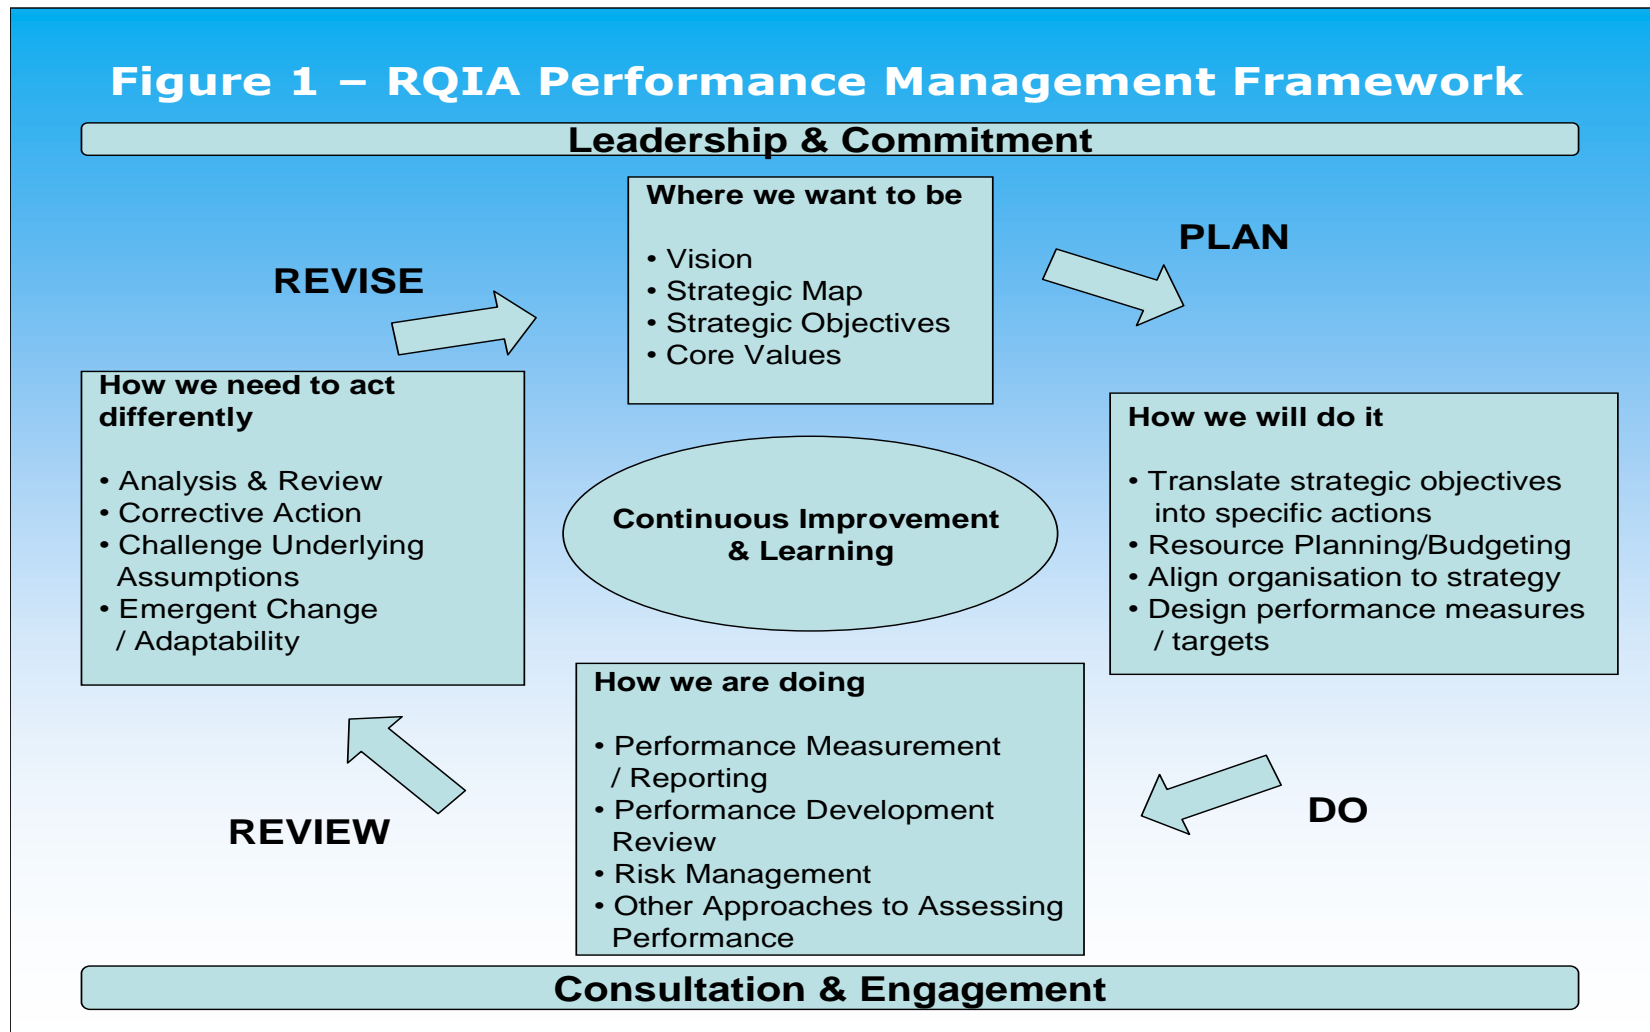 Figure 1 – RQIA Performance Management Framework
Leadership & Commitment
Where we want to be
• Vision
• Strategic Map
• Strategic Objectives
• Core Values
PLAN
How we will do it
• Translate strategic objectives
into specific actions
• Resource Planning/Budgeting
• Align organisation to strategy
• Design performance measures
/ targets
DO
How we are doing
• Performance Measurement
/ Reporting
• Performance Development
Review
• Risk Management
• Other Approaches to Assessing
Performance
REVIEW
How we need to act
differently
• Analysis & Review
• Corrective Action
• Challenge Underlying
Assumptions
• Emergent Change
/ Adaptability
REVISE
Continuous Improvement
& Learning
Consultation & Engagement